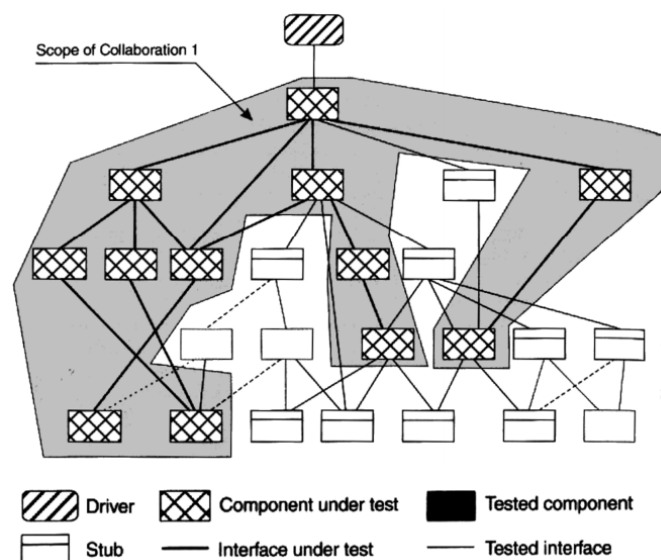 Scope of Collaboration 1
Driver
Component under test
Tested component
Stub
Interface under test
Tested interface